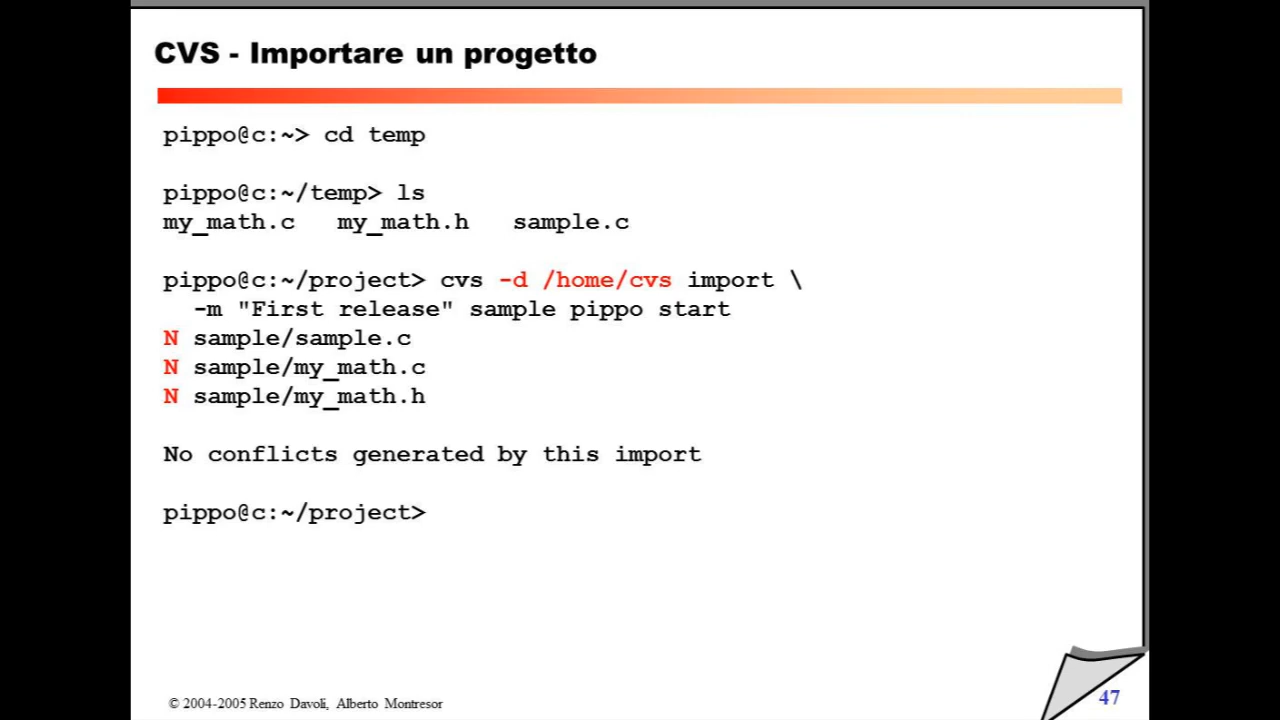 CVS - Importare un progetto
pippo@c:~> cd temp
pippo@c:~/temp> ls
my_math.c my_math.h sample.c
pippo@c:~/project> cvs -d /home/cvs import \
-m "First release" sample pippo start
N sample/sample.c
N sample/my_math.c
N sample/my_math.h
No conflicts generated by this import
pippo@c:~/project>
© 2004-2005 Renzo Davoli, Alberto Montresor
47